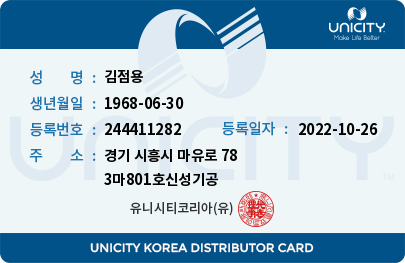 UNICITY
Make Life Better
성 명 : 김점용
생년월일 : 1968-06-30
등록번호 : 244411282 등록일자 : 2022-10-26
주 소 : 경기 시흥시 마유로 78
3마801호신성기공
UNICITY TM
유니시티코리아(유)
UNICITY KOREA DISTRIBUTOR CARD